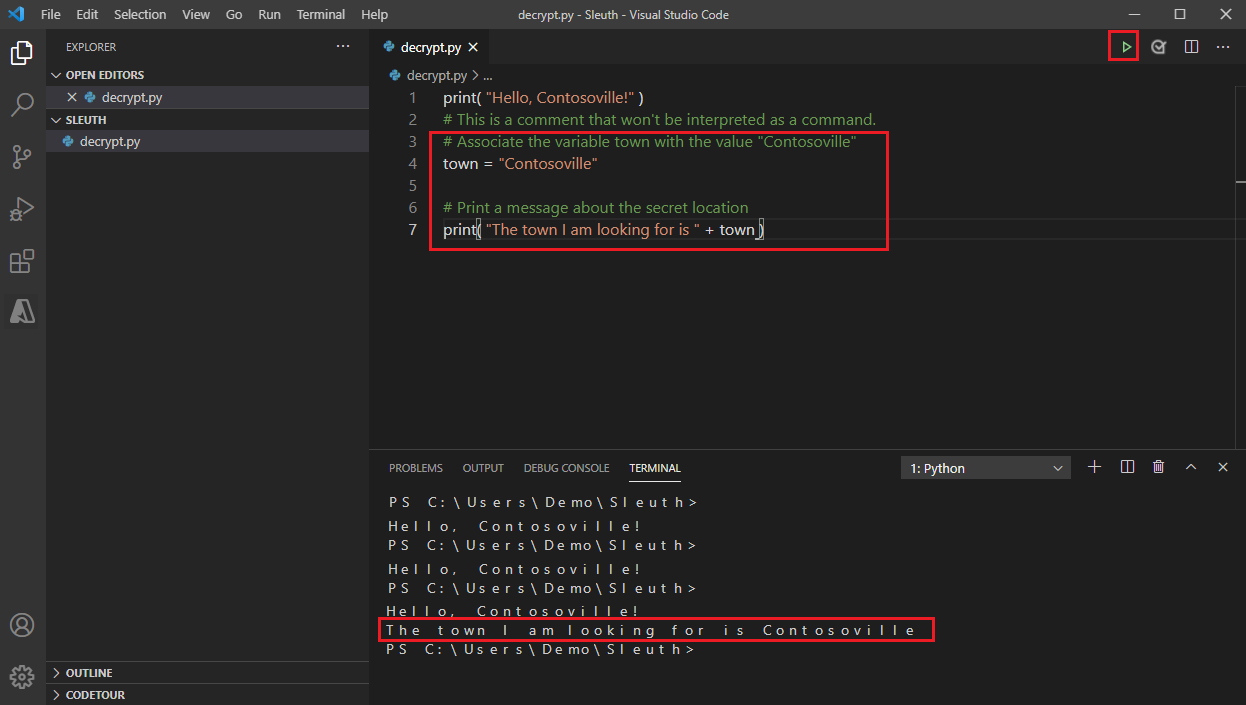 File Edit Selection View Go Run Terminal Help
decrypt.py - Sleuth - Visual Studio Code
EXPLORER
OPEN EDITORS
decrypt.py
SLEUTH
decrypt.py
OUTLINE
CODETOUR
decrypt.py
decrypt.py > ...
1 print( "Hello, Contosoville!" )
2 # This is a comment that won't be interpreted as a command.
3 # Associate the variable town with the value "Contosoville"
4 town = "Contosoville"
5
6 # Print a message about the secret location
7 print( "The town I am looking for is " + town )
PROBLEMS OUTPUT DEBUG CONSOLE TERMINAL
1: Python
PS C:\Users\Demo\Sleuth>
Hello, Contosoville!
PS C:\Users\Demo\Sleuth>
Hello, Contosoville!
PS C:\Users\Demo\Sleuth>
Hello, Contosoville!
The town I am looking for is Contosoville
PS C:\Users\Demo\Sleuth>